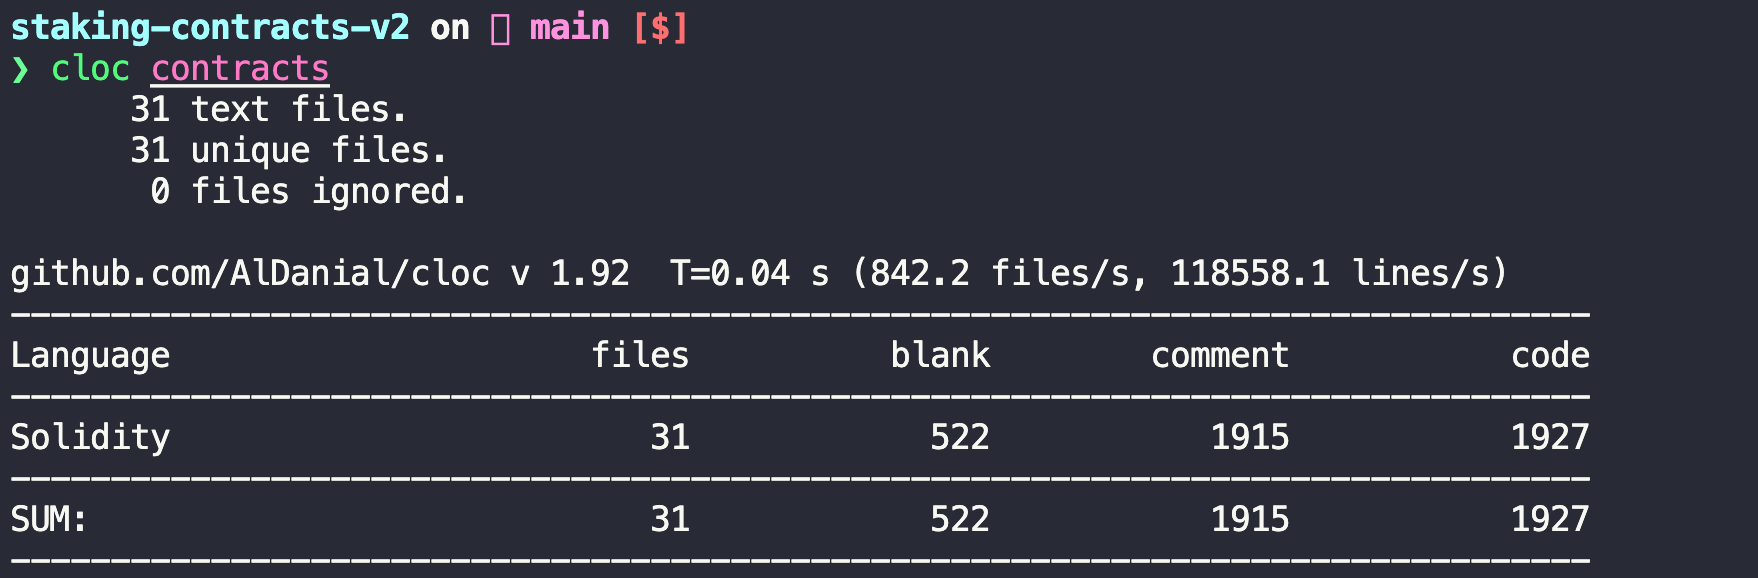 staking-contracts-v2 on main [$]
❯ cloc contracts
31 text files.
31 unique files.
0 files ignored.
github.com/AlDanial/cloc v 1.92  T=0.04 s (842.2 files/s, 118558.1 lines/s)
-------------------------------------------------------------------------------
Language files blank comment code
-------------------------------------------------------------------------------
Solidity 31 522 1915 1927
-------------------------------------------------------------------------------
SUM: 31 522 1915 1927
-------------------------------------------------------------------------------